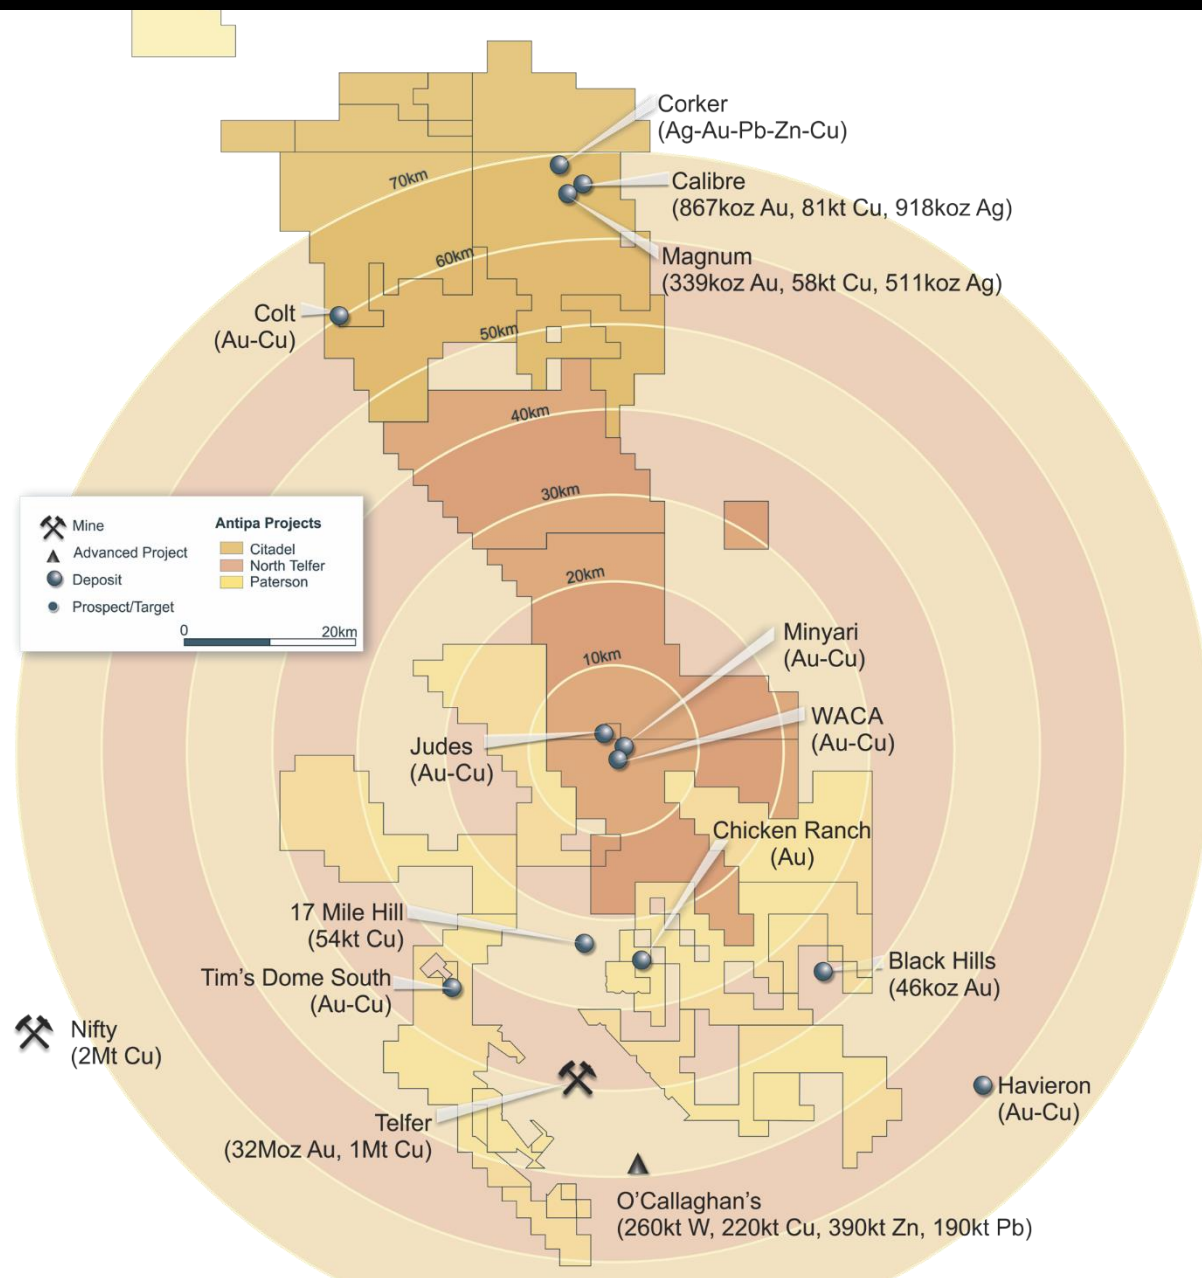 Corker
(Ag-Au-Pb-Zn-Cu)
Calibre
(867koz Au, 81kt Cu, 918koz Ag)
70km
Magnum
(339koz Au, 58kt Cu, 511koz Ag)
60km
Colt
(Au-Cu)
50km
40km
30km
Mine
Advanced Project
Deposit
Prospect/Target
Antipa Projects
Citadel
North Telfer
Paterson
0 20km
20km
10km
Minyari
(Au-Cu)
WACA
(Au-Cu)
Judes
(Au-Cu)
Chicken Ranch
(Au)
17 Mile Hill
(54kt Cu)
Tim's Dome South
(Au-Cu)
Black Hills
(46koz Au)
Nifty
(2Mt Cu)
Havieron
(Au-Cu)
Telfer
(32Moz Au, 1Mt Cu)
O'Callaghan's
(260kt W, 220kt Cu, 390kt Zn, 190kt Pb)